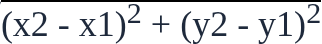 (x2 - x1)² + (y2 - y1)²